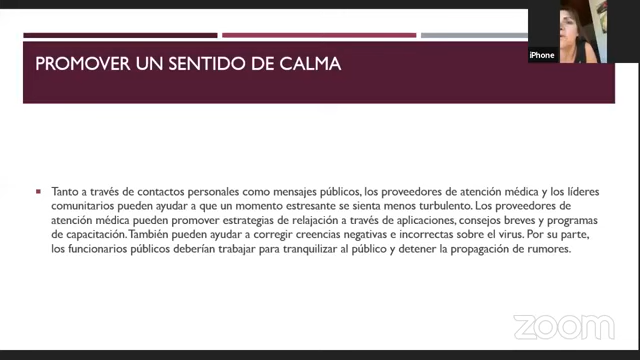 iPhone
PROMOVER UN SENTIDO DE CALMA
Tanto a través de contactos personales como mensajes públicos, los proveedores de atención médica y los líderes
comunitarios pueden ayudar a que un momento estresante se sienta menos turbulento. Los proveedores de
atención médica pueden promover estrategias de relajación a través de aplicaciones, consejos breves y programas
de capacitación. También pueden ayudar a corregir creencias negativas e incorrectas sobre el virus. Por su parte,
los funcionarios públicos deberían trabajar para tranquilizar al público y detener la propagación de rumores.
zoom